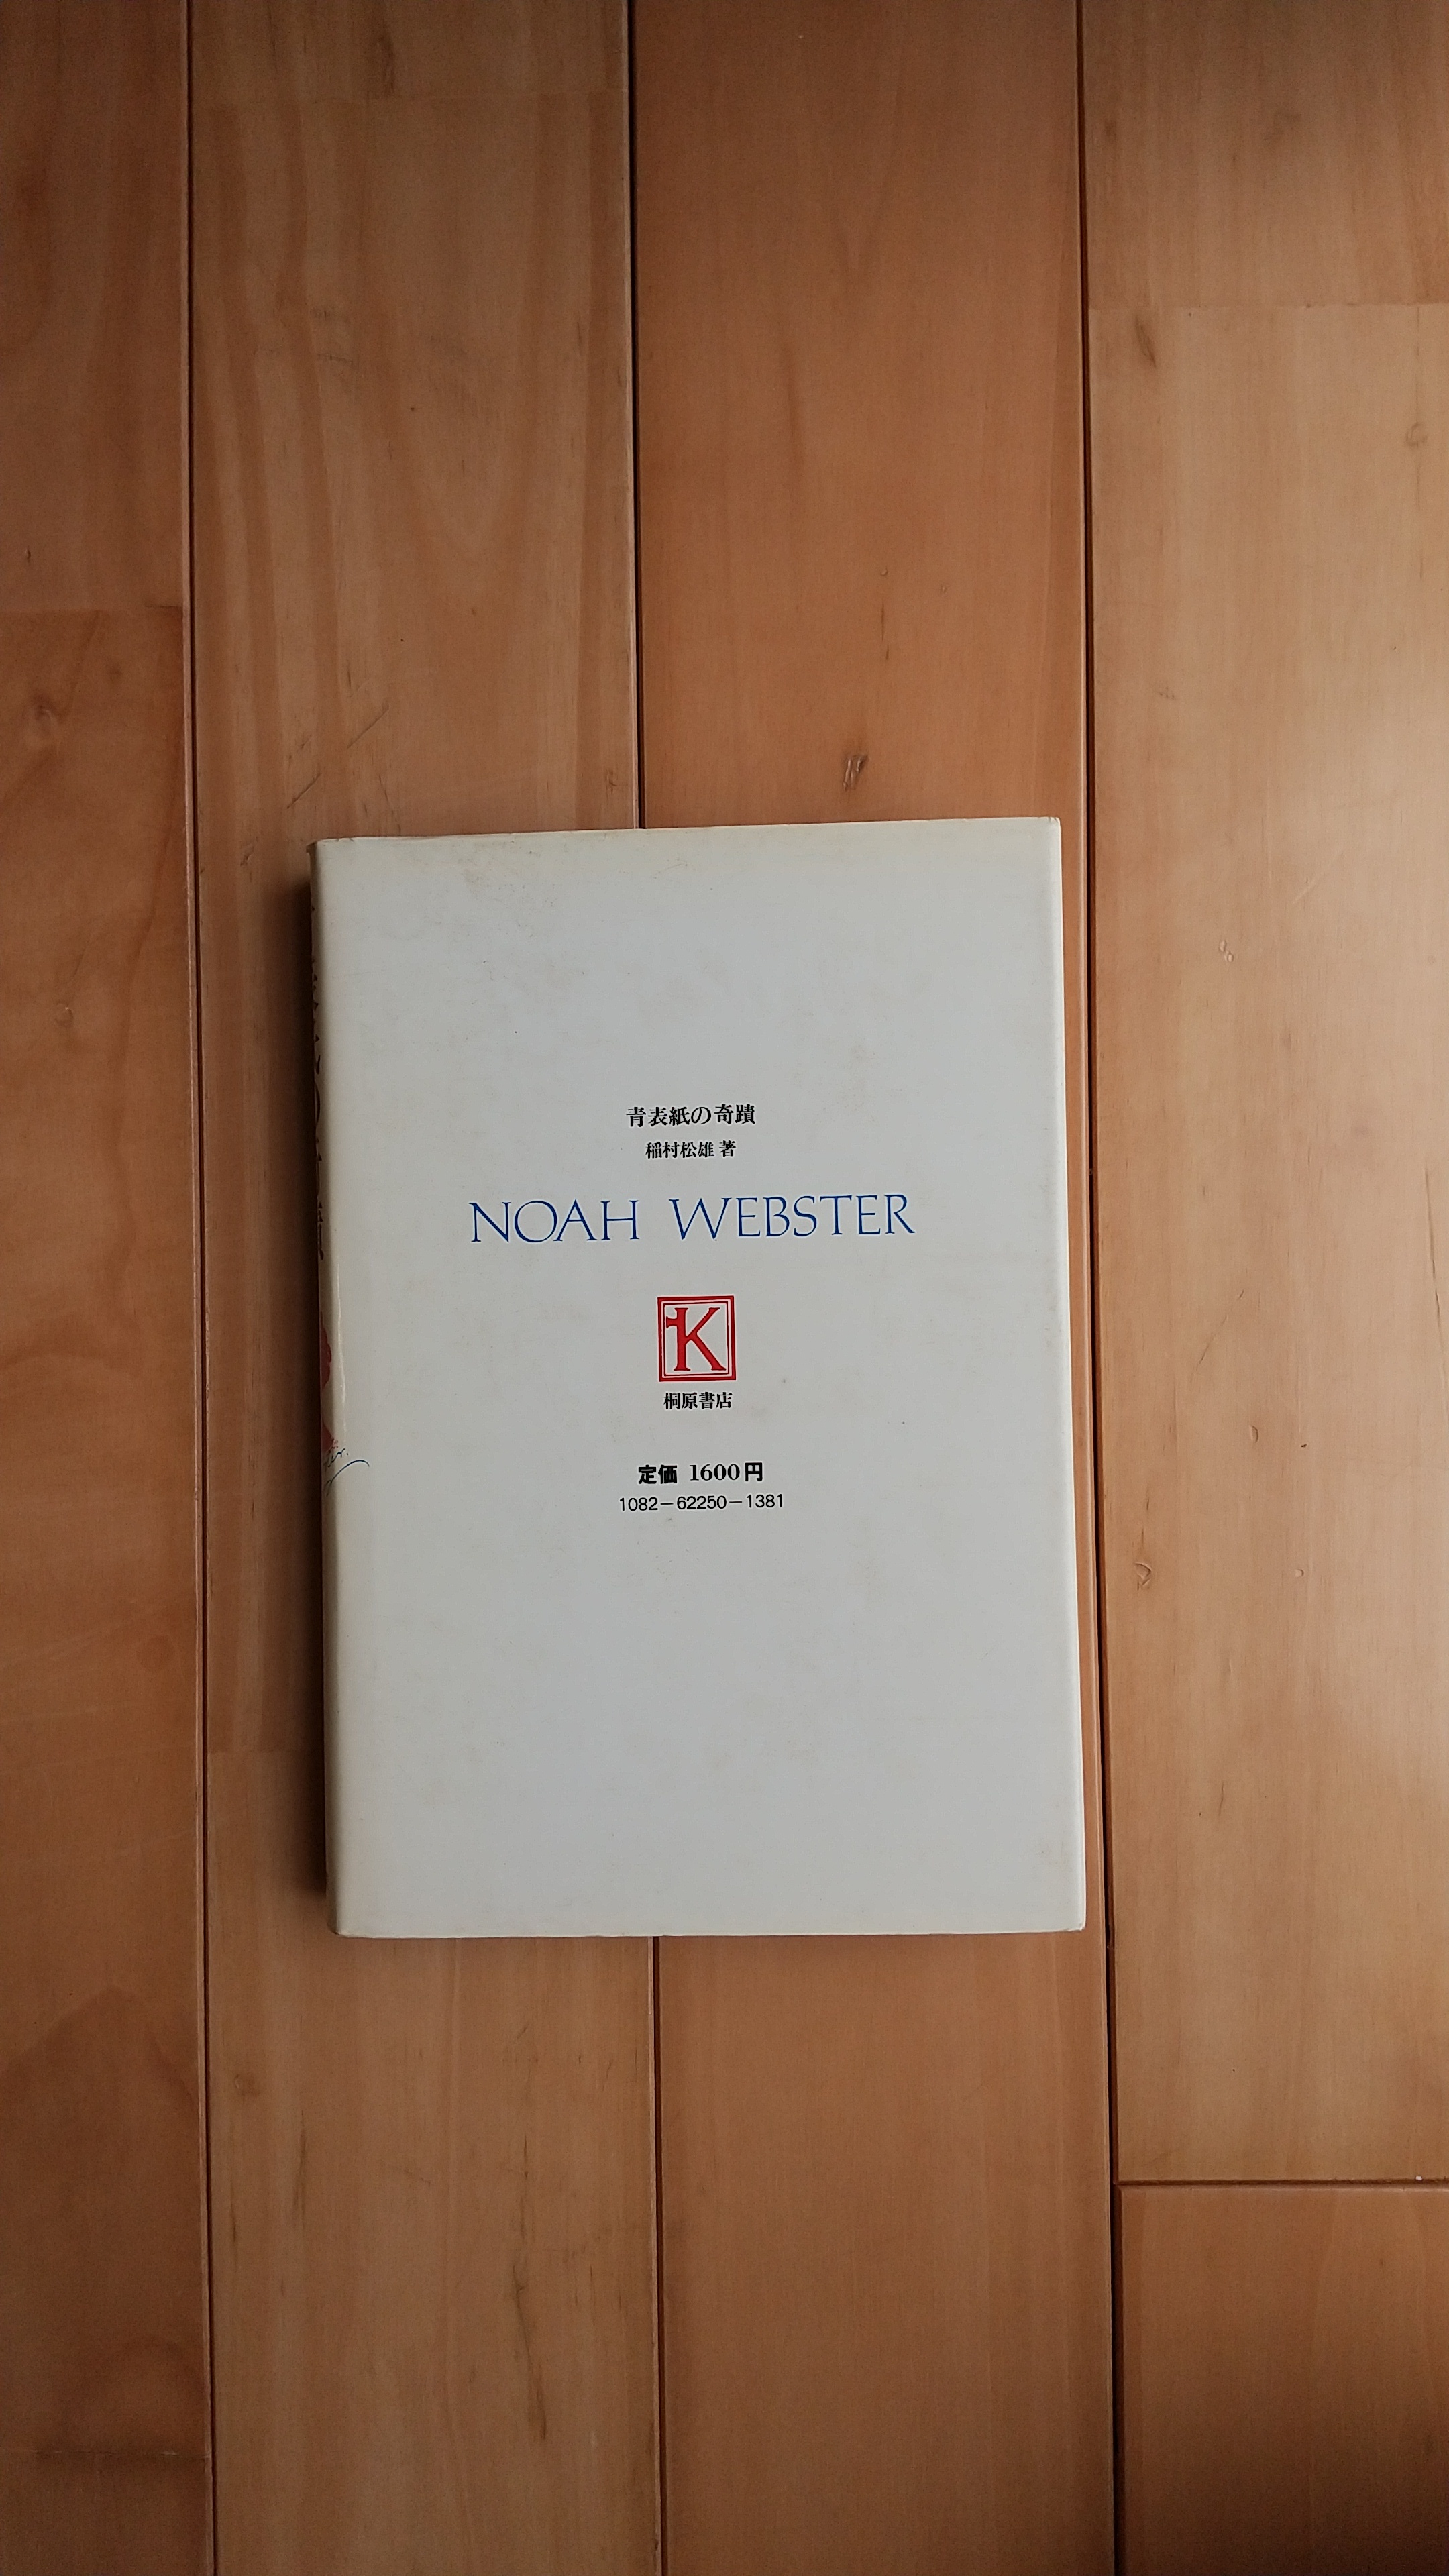 青表紙の奇蹟
稲村松雄 著
NOAH WEBSTER
K
桐原書店
定価 1600円
1082-62250-1381